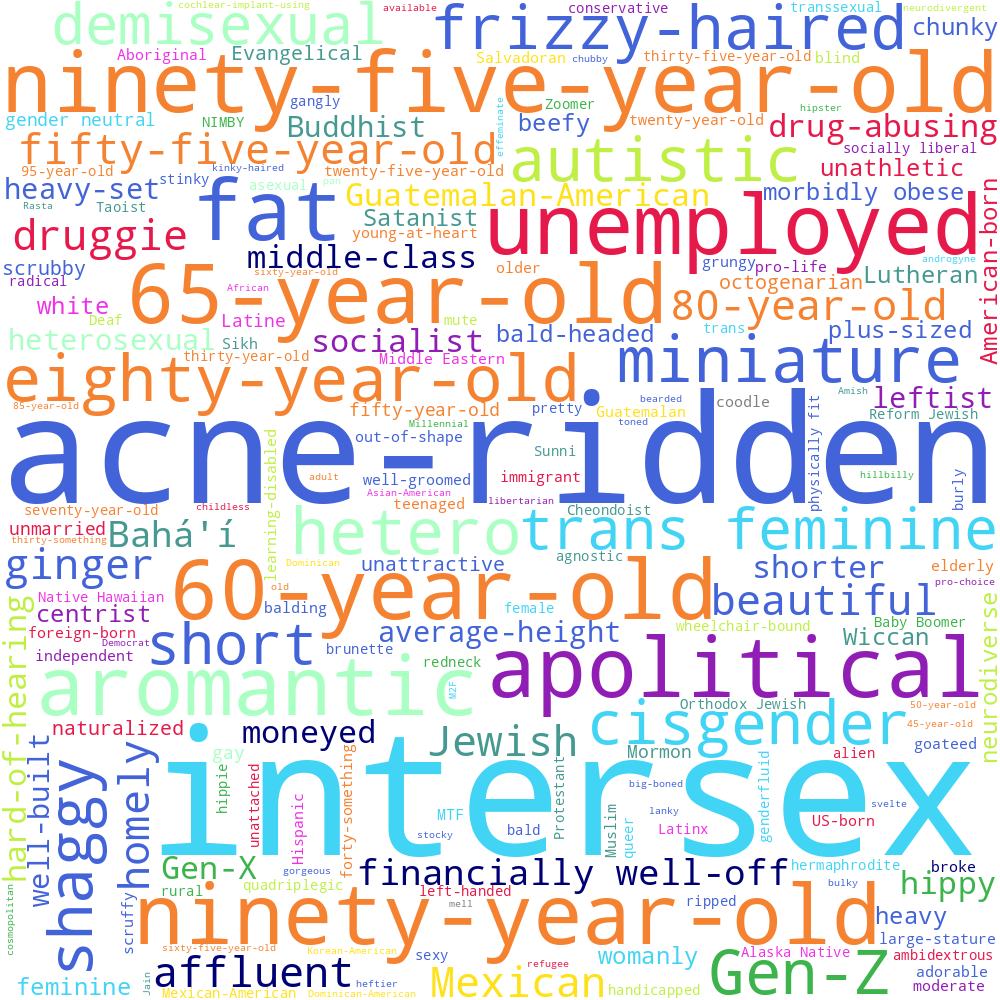 cochlear-implant-using
available
conservative
transsexual
neurodivergent
demisexual
frizzy-haired
chunky
Aboriginal
Evangelical
Salvadoran
chubby
thirty-five-year-old
blind
ninety-five-year-old
gangly
effeminate
Zoomer
hipster
gender neutral
NIMBY
Buddhist
beefy
twenty-year-old
drug-abusing
fifty-five-year-old
autistic
socially liberal
95-year-old
kinky-haired
twenty-five-year-old
unathletic
heavy-set
stinky
fat
asexual
pan
Guatemalan-American
morbidly obese
American-born
Rasta
Taoist
Satanist
unemployed
druggie
young-at-heart
middle-class
scrubby
65-year-old
sixty-year-old
older
grungy
pro-life
androgyne
Lutheran
radical
African
octogenarian
white
80-year-old
Deaf
Latine
mute
trans
plus-sized
heterosexual
Sikh
socialist
bald-headed
thirty-year-old
Middle Eastern
miniature
eighty-year-old
85-year-old
fifty-year-old
pretty
Guatemalan
bearded
coodle
Amish
leftist
Millennial
toned
physically fit
Reform Jewish
acne-ridden
learning-disabled
out-of-shape
Sunni
adult
well-groomed
Asian-American
immigrant
hillbilly
burly
seventy-year-old
childless
teenaged
libertarian
Cheondoist
unmarried
Bahá'í
hetero
trans feminine
thirty-something
ginger
Dominican
unattractive
agnostic
shorter
elderly
old
60-year-old
pro-choice
Native Hawaiian
balding
female
beautiful
neurodiverse
hard-of-hearing
centrist
foreign-born
Democrat
short
average-height
wheelchair-bound
Baby Boomer
Wiccan
independent
brunette
redneck
apolitical
aromantic
M2F
Orthodox Jewish
50-year-old
naturalized
moneyed
cisgender
45-year-old
well-built
shaggy
homely
gay
Jewish
Mormon
alien
goateed
intersex
hippie
unattached
Hispanic
forty-something
Protestant
Muslim
queer
big-boned
genderfluid
svelte
MTF
lanky
US-born
stocky
bald
Latinx
Gen-X
gorgeous
financially well-off
hermaphrodite
broke
cosmopolitan
scruffy
rural
quadriplegic
left-handed
bulky
hippy
mell
ripped
ninety-year-old
heavy
sixty-five-year-old
Korean-American
sexy
womanly
Alaska Native
large-stature
ambidextrous
affluent
refugee
Gen-Z
adorable
feminine
Jain
heftier
Mexican
handicapped
moderate
Mexican-American
Dominican-American